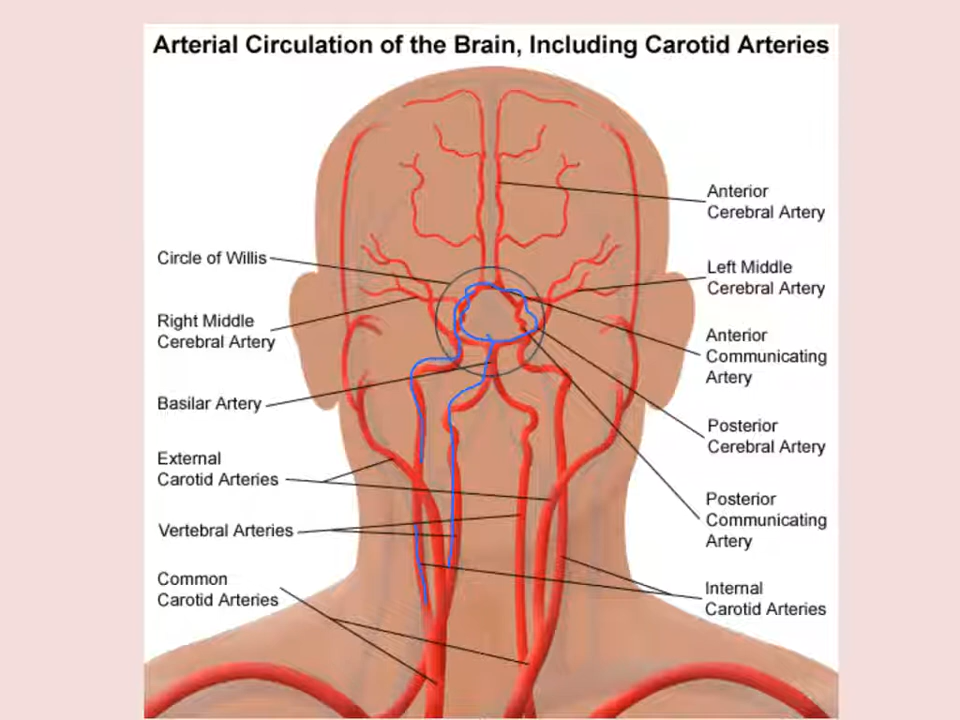 Arterial Circulation of the Brain, Including Carotid Arteries
Anterior
Cerebral Artery
Circle of Willis
Left Middle
Cerebral Artery
Right Middle
Cerebral Artery
Anterior
Communicating
Artery
Basilar Artery
Posterior
Cerebral Artery
External
Carotid Arteries
Posterior
Communicating
Artery
Vertebral Arteries
Common
Carotid Arteries
Internal
Carotid Arteries